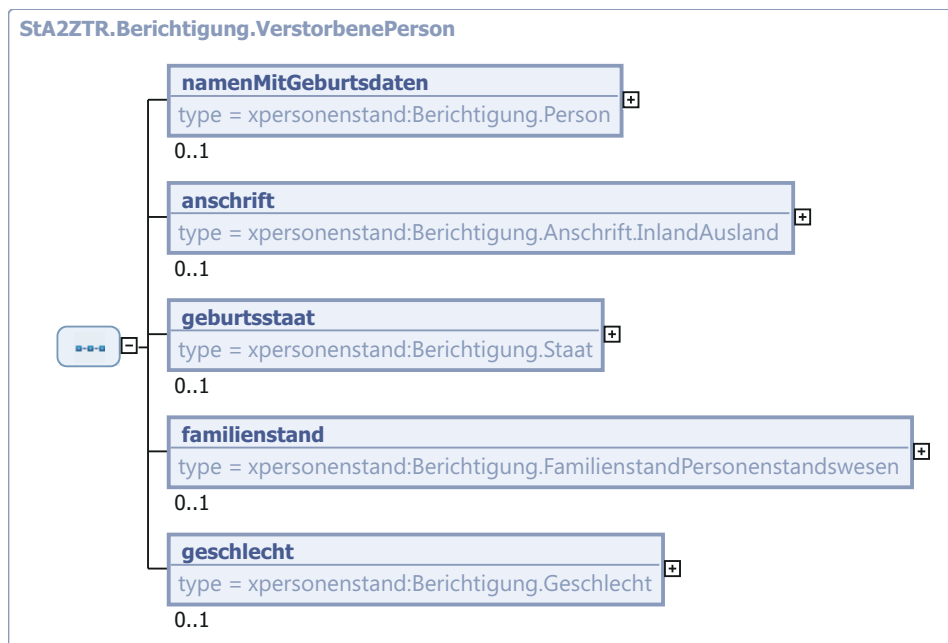 StA2ZTR.Berichtigung.VerstorbenePerson
namenMitGeburtsdaten
type = xpersonenstand:Berichtigung.Person
0..1
anschrift
type = xpersonenstand:Berichtigung.Anschrift.InlandAusland
0..1
geburtsstaat
type = xpersonenstand:Berichtigung.Staat
0..1
familienstand
type = xpersonenstand:Berichtigung.FamilienstandPersonenstandswesen
0..1
geschlecht
type = xpersonenstand:Berichtigung.Geschlecht
0..1